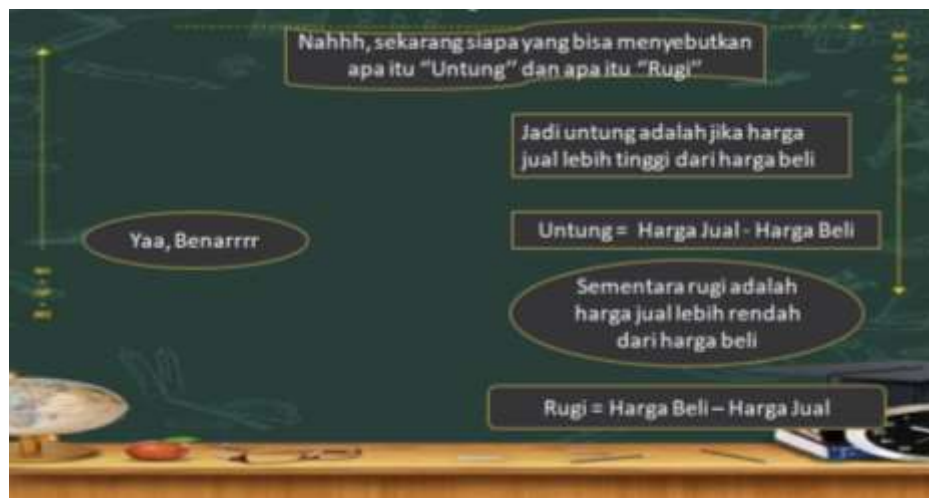 Nahhh, sekarang siapa yang bisa menyebutkan
apa itu "Untung" dan apa itu "Rugi"
Jadi untung adalah jika harga
jual lebih tinggi dari harga beli
Yaa, Benarrrr
Untung = Harga Jual - Harga Beli
Sementara rugi adalah
harga jual lebih rendah
dari harga beli
Rugi = Harga Beli – Harga Jual